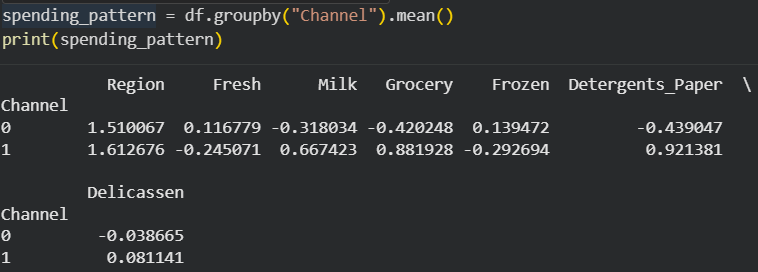 spending_pattern = df.groupby("Channel").mean()
print(spending_pattern)
Region Fresh Milk Grocery Frozen Detergents_Paper \
Channel
0 1.510067 0.116779 -0.318034 -0.420248 0.139472 -0.439047
1 1.612676 -0.245071 0.667423 0.881928 -0.292694 0.921381
Delicassen
Channel
0 -0.038665
1 0.081141